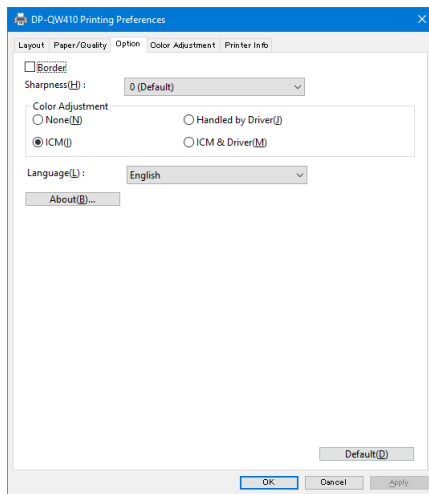 DP-QW410 Printing Preferences
Layout Paper/Quality Option Color Adjustment Printer Info
Border
Sharpness(H) : 0 (Default)
Color Adjustment
None(N) Handled by Driver(J)
ICM(I) ICM & Driver(M)
Language(L) : English
About(B)...
Default(D)
OK Cancel Apply